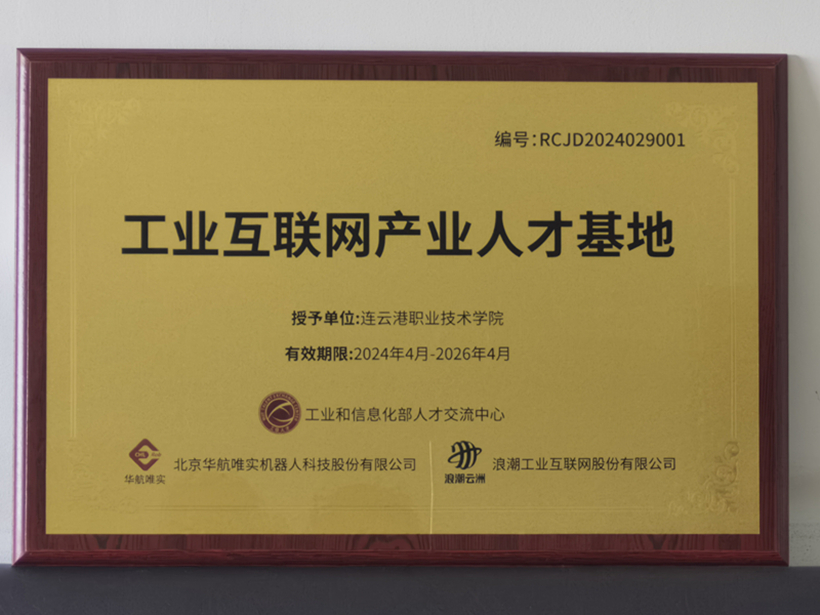 编号：RCJD2024029001
工业互联网产业人才基地
授予单位:连云港职业技术学院
有效期限:2024年4月-2026年4月
工业和信息化部人才交流中心
华航唯实 北京华航唯实机器人科技股份有限公司
浪潮云洲 浪潮工业互联网股份有限公司